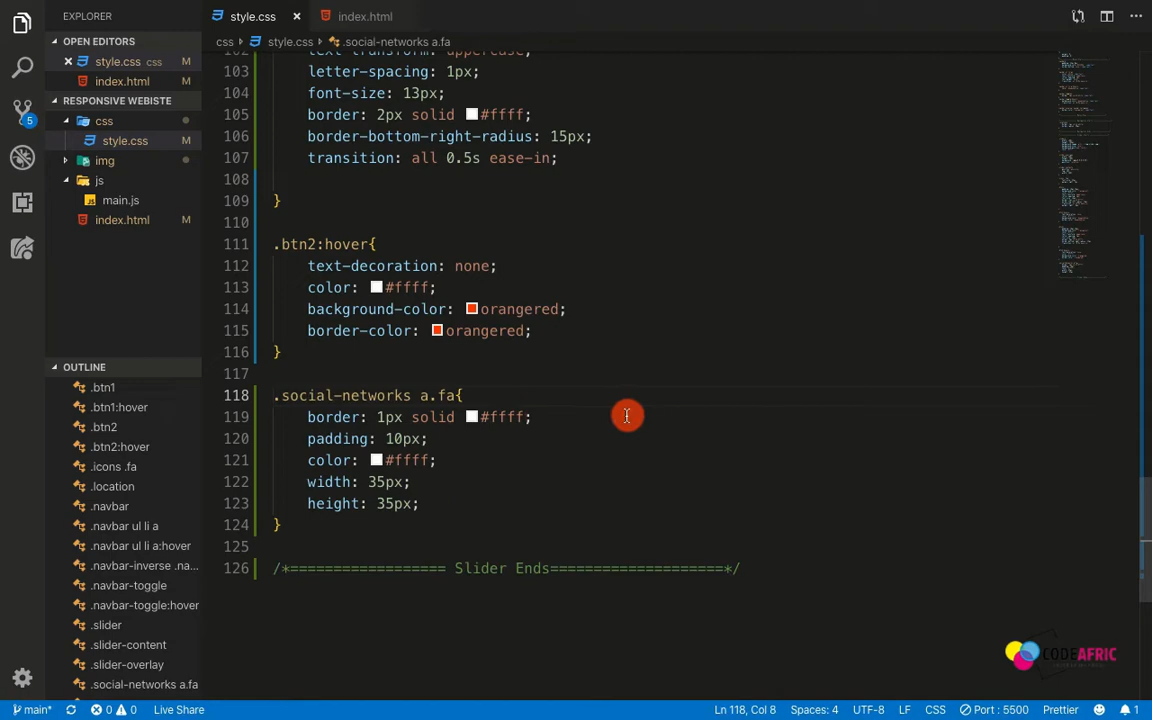 EXPLORER
style.css ×
index.html
OPEN EDITORS
style.css css M
index.html M
RESPONSIVE WEBISTE
css
style.css M
img
js
main.js
index.html M
5
css > style.css > .social-networks a.fa
102 text-transform: uppercase;
103 letter-spacing: 1px;
104 font-size: 13px;
105 border: 2px solid #ffff;
106 border-bottom-right-radius: 15px;
107 transition: all 0.5s ease-in;
108
109 }
110
111 .btn2:hover{
112 text-decoration: none;
113 color: #ffff;
114 background-color: orangered;
115 border-color: orangered;
116 }
117
118 .social-networks a.fa{
119 border: 1px solid #ffff;
120 padding: 10px;
121 color: #ffff;
122 width: 35px;
123 height: 35px;
124 }
125
126 /*================== Slider Ends====================*/
OUTLINE
.btn1
.btn1:hover
.btn2
.btn2:hover
.icons .fa
.location
.navbar
.navbar ul li a
.navbar ul li a:hover
.navbar-inverse .na...
.navbar-toggle
.navbar-toggle:hover
.slider
.slider-content
.slider-overlay
.social-networks a.fa
CODEAFRIC
main*
0 0
Live Share
Ln 118, Col 8
Spaces: 4
UTF-8
LF
CSS
Port : 5500
Prettier
1